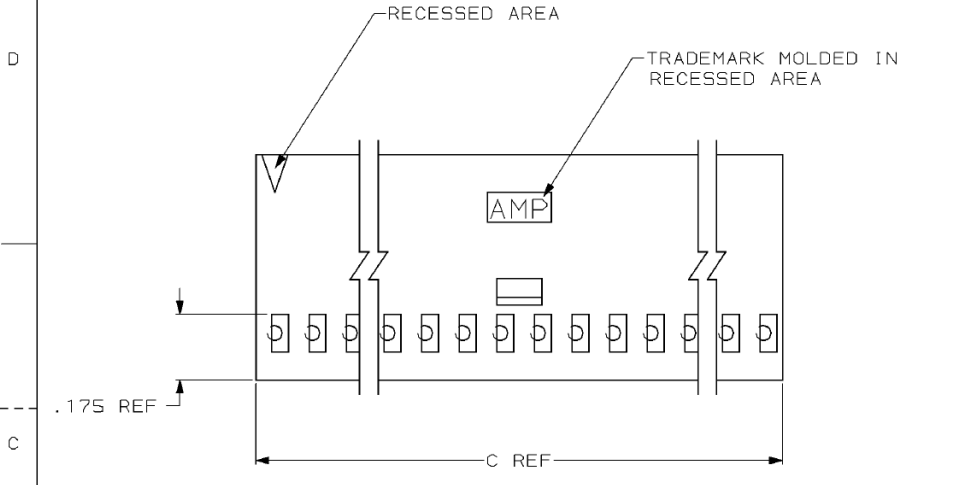 RECESSED AREA
D
TRADEMARK MOLDED IN
RECESSED AREA
AMP
.175 REF
C
C REF